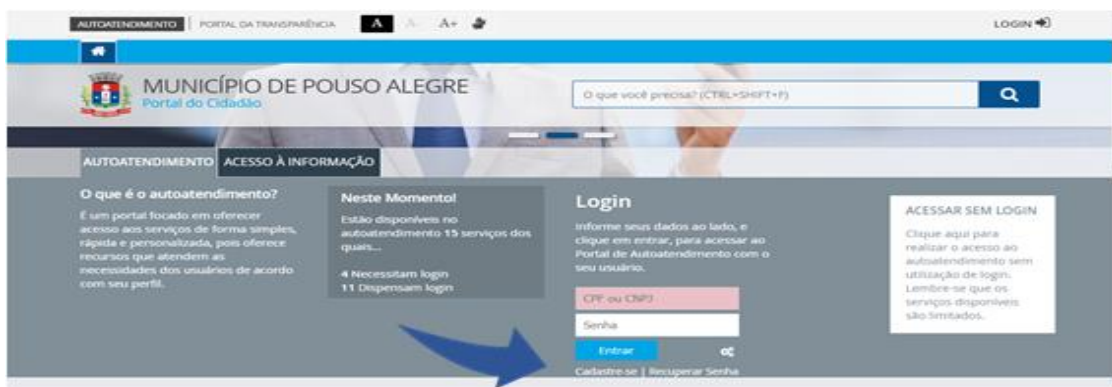 AUTOATENDIMENTO | PORTAL DA TRANSPARÊNCIA A A- A+ LOGIN
MUNICÍPIO DE POUSO ALEGRE
Portal do Cidadão
O que você precisa? (CTRL+SHIFT+P)
AUTOATENDIMENTO ACESSO À INFORMAÇÃO
O que é o autoatendimento?
É um portal focado em oferecer
acesso aos serviços de forma simples,
rápida e personalizada, pois oferece
recursos que atendem as
necessidades dos usuários de acordo
com seu perfil.
Neste Momento!
Estão disponíveis no
autoatendimento 15 serviços dos
quais...
4 Necessitam login
11 Dispensam login
Login
Informe seus dados ao lado, e
clique em entrar, para acessar ao
Portal de Autoatendimento com o
seu usuário.
CPF ou CNPJ
Senha
Entrar
Cadastre-se | Recuperar Senha
ACESSAR SEM LOGIN
Clique aqui para
realizar o acesso ao
autoatendimento sem
utilização de login.
Lembre-se que os
serviços disponíveis
são limitados.